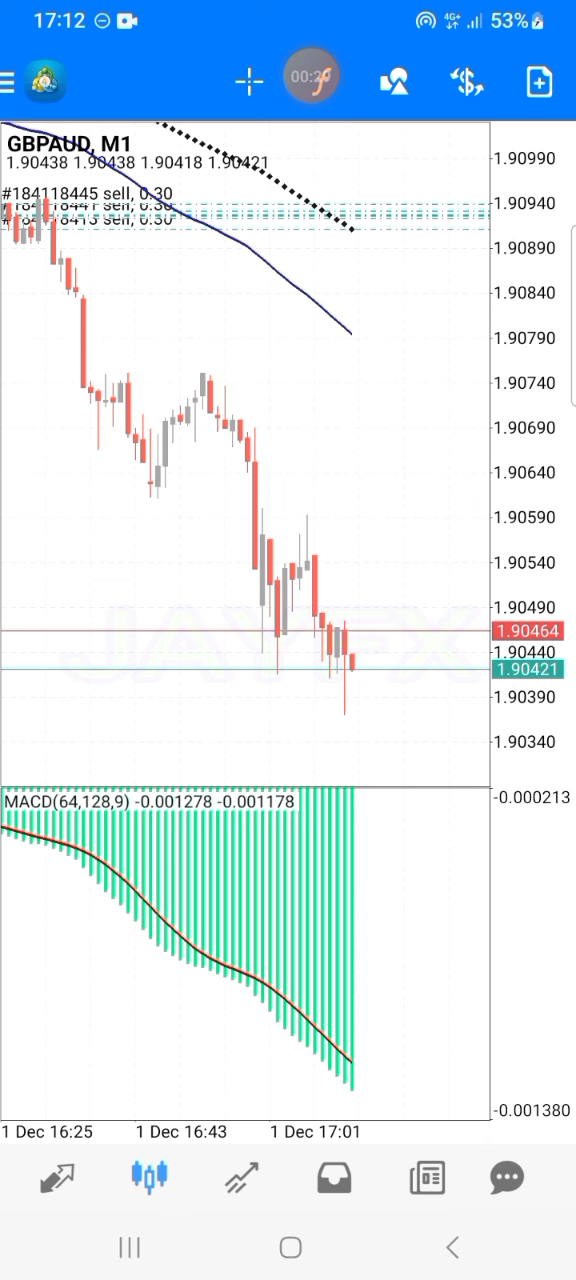 17:12 4G+ 53%
00:20
GBPAUD, M1
1.90438 1.90438 1.90418 1.90421
#184118445 sell, 0.30
1.90990
1.90940
1.90890
1.90840
1.90790
1.90740
1.90690
1.90640
1.90590
1.90540
1.90490
1.90464
1.90440
1.90421
1.90390
1.90340
JAYFX
MACD(64,128,9) -0.001278 -0.001178
-0.000213
-0.001380
1 Dec 16:25 1 Dec 16:43 1 Dec 17:01